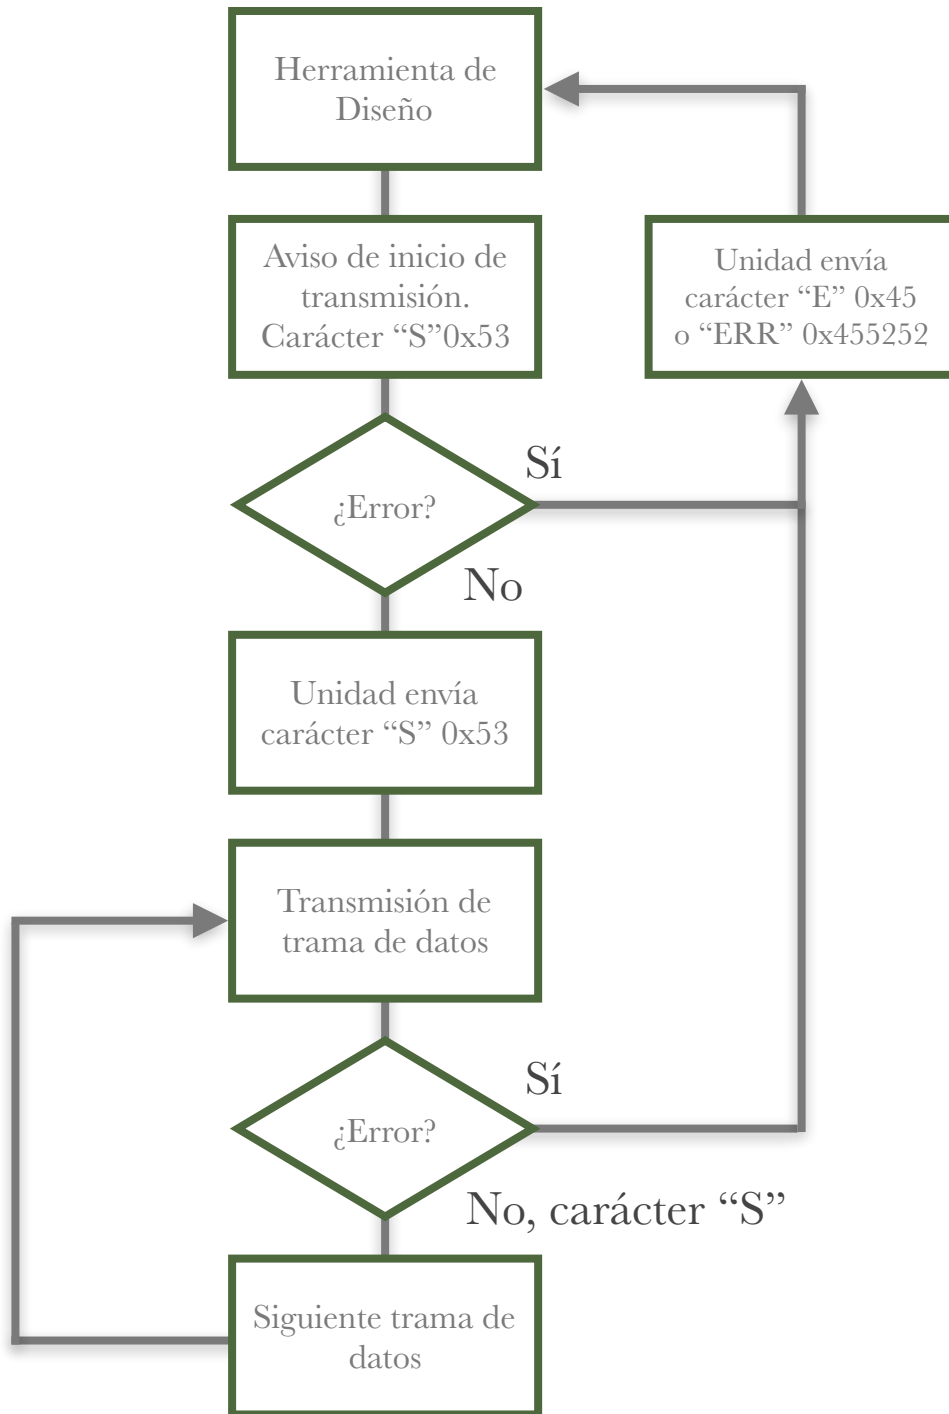 Herramienta de
Diseño
Aviso de inicio de
transmisión.
Carácter “S”0x53
Unidad envía
carácter “E” 0x45
o “ERR” 0x455252
¿Error?
Sí
No
Unidad envía
carácter “S” 0x53
Transmisión de
trama de datos
¿Error?
Sí
No, carácter “S”
Siguiente trama de
datos